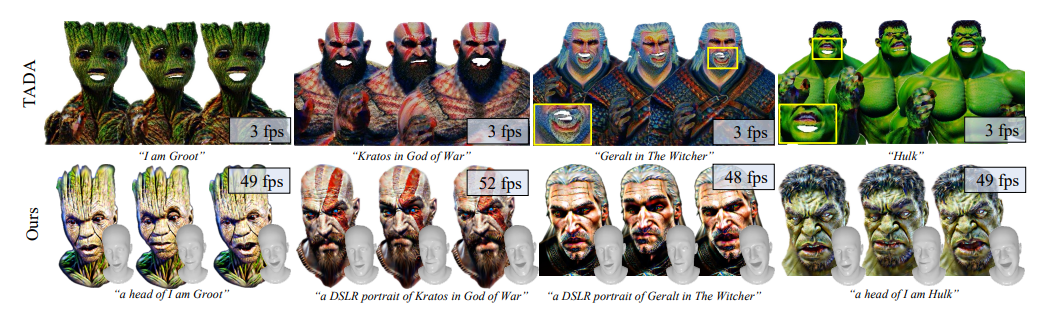 TADA
3 fps
3 fps
3 fps
3 fps
“I am Groot”
“Kratos in God of War”
“Geralt in The Witcher”
“Hulk”
Ours
49 fps
52 fps
48 fps
49 fps
“a head of I am Groot”
“a DSLR portrait of Kratos in God of War”
“a DSLR portrait of Geralt in The Witcher”
“a head of I am Hulk”